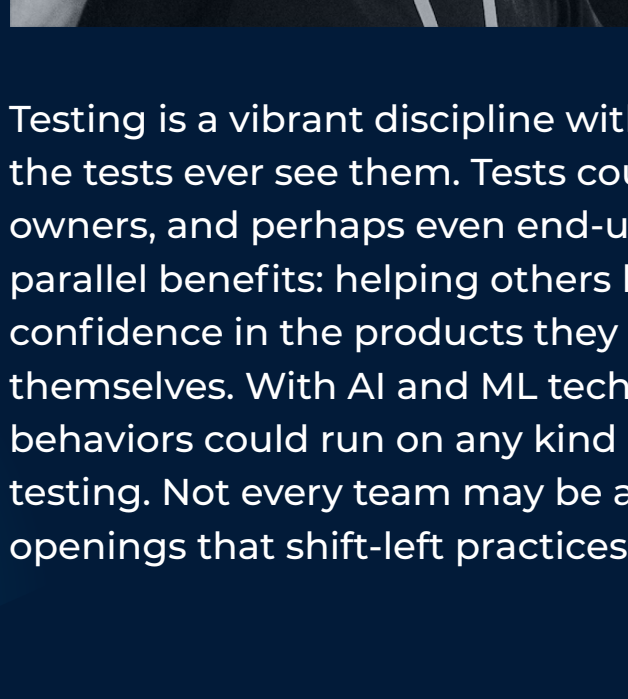 Testing is a vibrant discipline wit
the tests ever see them. Tests cou
owners, and perhaps even end-u
parallel benefits: helping others
confidence in the products they
themselves. With AI and ML tech
behaviors could run on any kind
testing. Not every team may be a
openings that shift-left practices